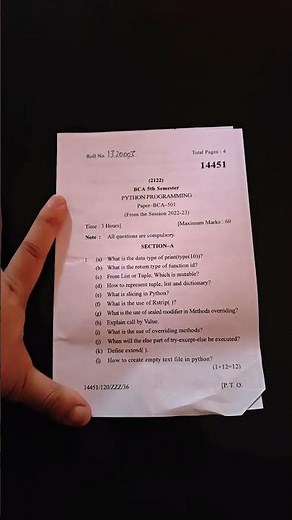 Roll No. 1320003 Total Pages : 4
14451
(2122)
BCA 5th Semester
PYTHON PROGRAMMING
Paper-BCA-501
(From the Session 2022-23)
Time : 3 Hours] [Maximum Marks : 60
Note : All questions are compulsory.
SECTION-A
1. (a) What is the data type of print(type(10))?
(b) What is the return type of function id?
(c) From List or Tuple, Which is mutable?
(d) How to represent tuple, list and dictionary?
(e) What is slicing in Python?
(f) What is the use of Rstrip( )?
(g) What is the use of sealed modifier in Methods overriding?
(h) Explain call by Value.
(i) What is the use of overriding methods?
(j) When will the else part of try-except-else be executed?
(k) Define extend( ).
(l) How to create empty text file in python?
(1×12=12)
14451/120/ZZZ/36 [P. T. O.